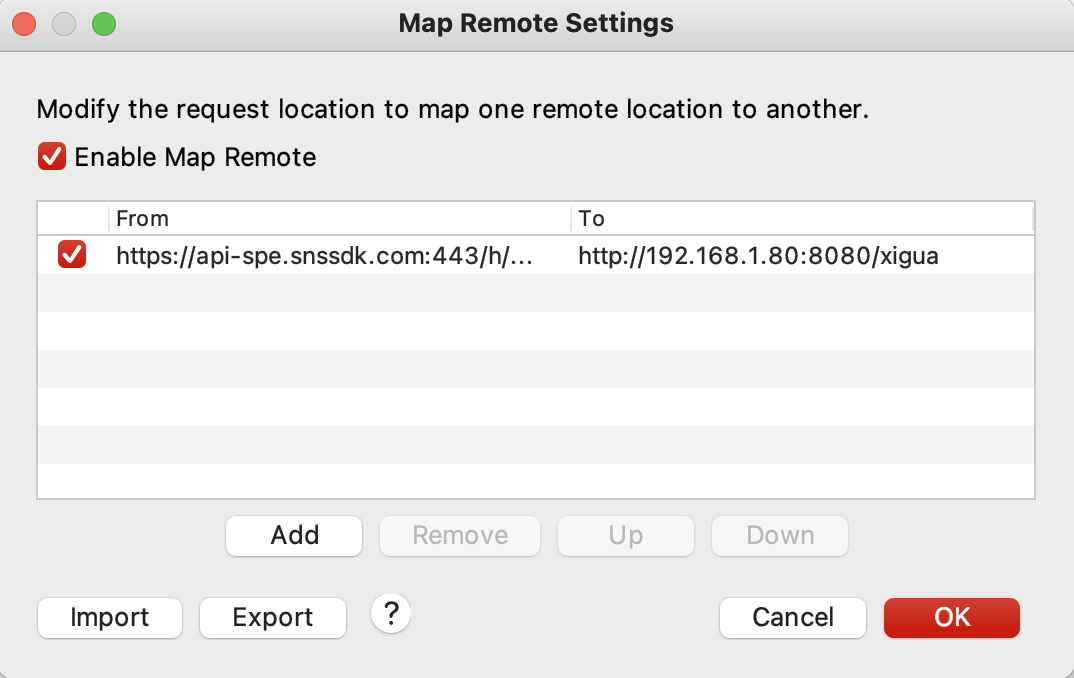 Map Remote Settings
Modify the request location to map one remote location to another.
Enable Map Remote
From To
https://api-spe.snssdk.com:443/h/... http://192.168.1.80:8080/xigua
Add Remove Up Down
Import Export ? Cancel OK